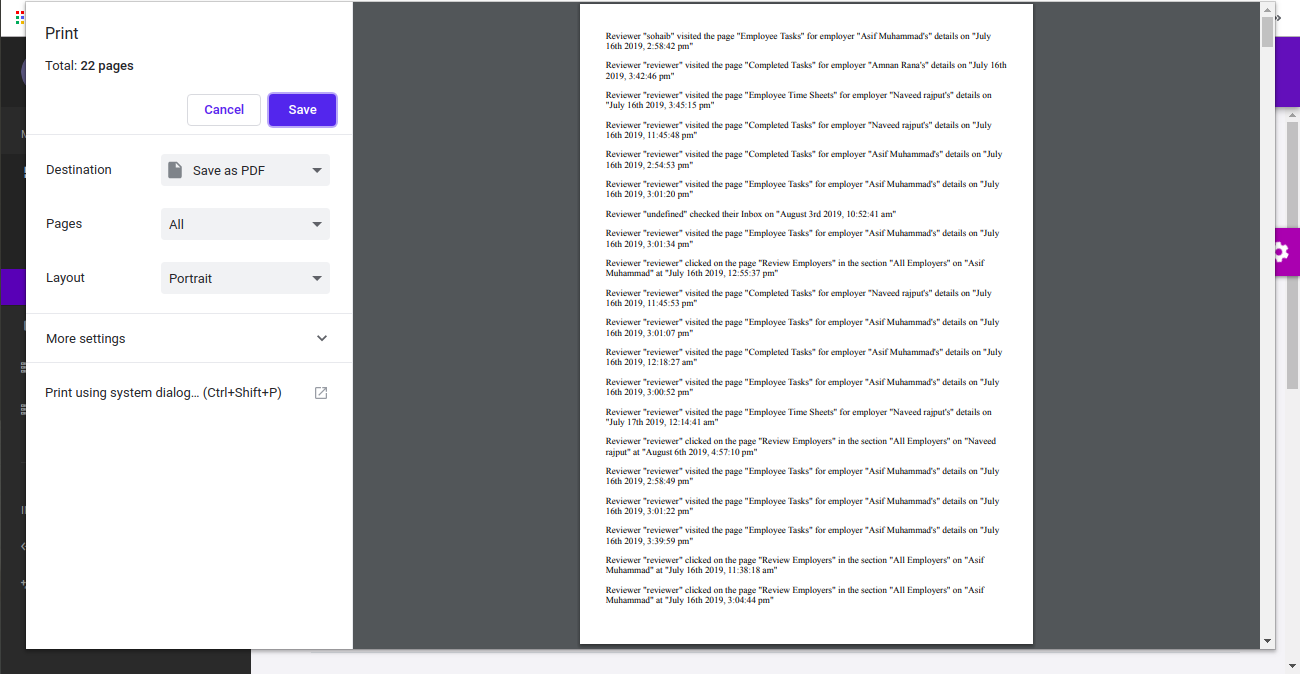 Print
Total: 22 pages
Cancel
Save
Destination
Save as PDF
Pages
All
Layout
Portrait
More settings
Print using system dialog... (Ctrl+Shift+P)
Reviewer "sohaib" visited the page "Employee Tasks" for employer "Asif Muhammad's" details on "July
16th 2019, 2:58:42 pm"
Reviewer "reviewer" visited the page "Completed Tasks" for employer "Amnan Rana's" details on "July 16th
2019, 3:42:46 pm"
Reviewer "reviewer" visited the page "Employee Time Sheets" for employer "Naveed rajput's" details on
"July 16th 2019, 3:45:15 pm"
Reviewer "reviewer" visited the page "Completed Tasks" for employer "Naveed rajput's" details on "July
16th 2019, 11:45:48 pm"
Reviewer "reviewer" visited the page "Completed Tasks" for employer "Asif Muhammad's" details on "July
16th 2019, 2:54:53 pm"
Reviewer "reviewer" visited the page "Employee Tasks" for employer "Asif Muhammad's" details on "July
16th 2019, 3:01:20 pm"
Reviewer "undefined" checked their Inbox on "August 3rd 2019, 10:52:41 am"
Reviewer "reviewer" visited the page "Employee Tasks" for employer "Asif Muhammad's" details on "July
16th 2019, 3:01:34 pm"
Reviewer "reviewer" clicked on the page "Review Employers" in the section "All Employers" on "Asif
Muhammad" at "July 16th 2019, 12:55:37 pm"
Reviewer "reviewer" visited the page "Completed Tasks" for employer "Naveed rajput's" details on "July
16th 2019, 11:45:53 pm"
Reviewer "reviewer" visited the page "Employee Tasks" for employer "Asif Muhammad's" details on "July
16th 2019, 3:01:07 pm"
Reviewer "reviewer" visited the page "Completed Tasks" for employer "Asif Muhammad's" details on "July
16th 2019, 12:18:27 am"
Reviewer "reviewer" visited the page "Employee Tasks" for employer "Asif Muhammad's" details on "July
16th 2019, 3:00:52 pm"
Reviewer "reviewer" visited the page "Employee Time Sheets" for employer "Naveed rajput's" details on
"July 17th 2019, 12:14:41 am"
Reviewer "reviewer" clicked on the page "Review Employers" in the section "All Employers" on "Naveed
rajput" at "August 6th 2019, 4:57:10 pm"
Reviewer "reviewer" visited the page "Employee Tasks" for employer "Asif Muhammad's" details on "July
16th 2019, 2:58:49 pm"
Reviewer "reviewer" visited the page "Employee Tasks" for employer "Asif Muhammad's" details on "July
16th 2019, 3:01:22 pm"
Reviewer "reviewer" visited the page "Employee Tasks" for employer "Asif Muhammad's" details on "July
16th 2019, 3:39:59 pm"
Reviewer "reviewer" clicked on the page "Review Employers" in the section "All Employers" on "Asif
Muhammad" at "July 16th 2019, 11:38:18 am"
Reviewer "reviewer" clicked on the page "Review Employers" in the section "All Employers" on "Asif
Muhammad" at "July 16th 2019, 3:04:44 pm"